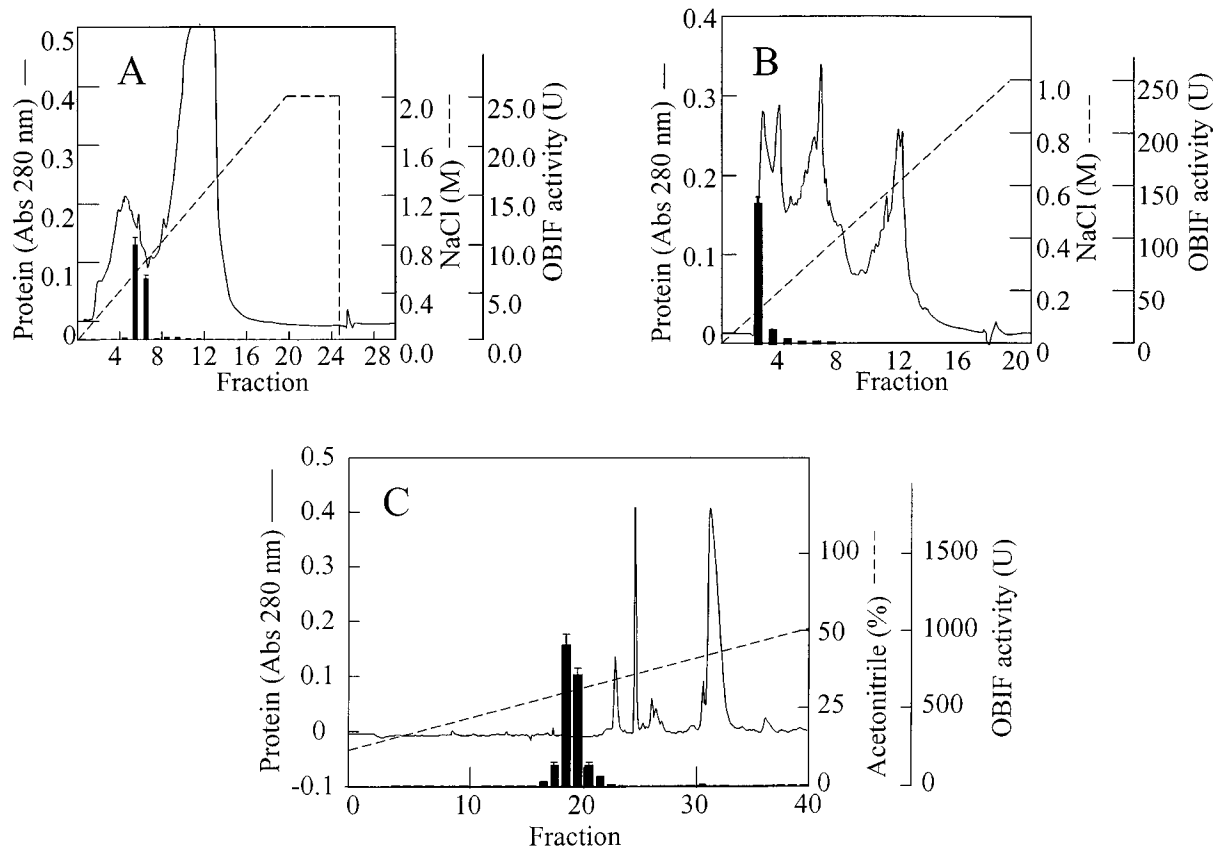 A
0.5
0.4
0.3
0.2
0.1
0
Protein (Abs 280 nm)
4 8 12 16 20 24 28
Fraction
2.0
1.6
1.2
0.8
0.4
0.0
NaCl (M)
25.0
20.0
15.0
10.0
5.0
0.0
OBIF activity (U)
B
0.4
0.3
0.2
0.1
0
Protein (Abs 280 nm)
4 8 12 16 20
Fraction
1.0
0.8
0.6
0.4
0.2
0
NaCl (M)
250
200
150
100
50
0
OBIF activity (U)
C
0.5
0.4
0.3
0.2
0.1
0
-0.1
Protein (Abs 280 nm)
0 10 20 30 40
Fraction
100
50
25
0
Acetonitrile (%)
1500
1000
500
0
OBIF activity (U)